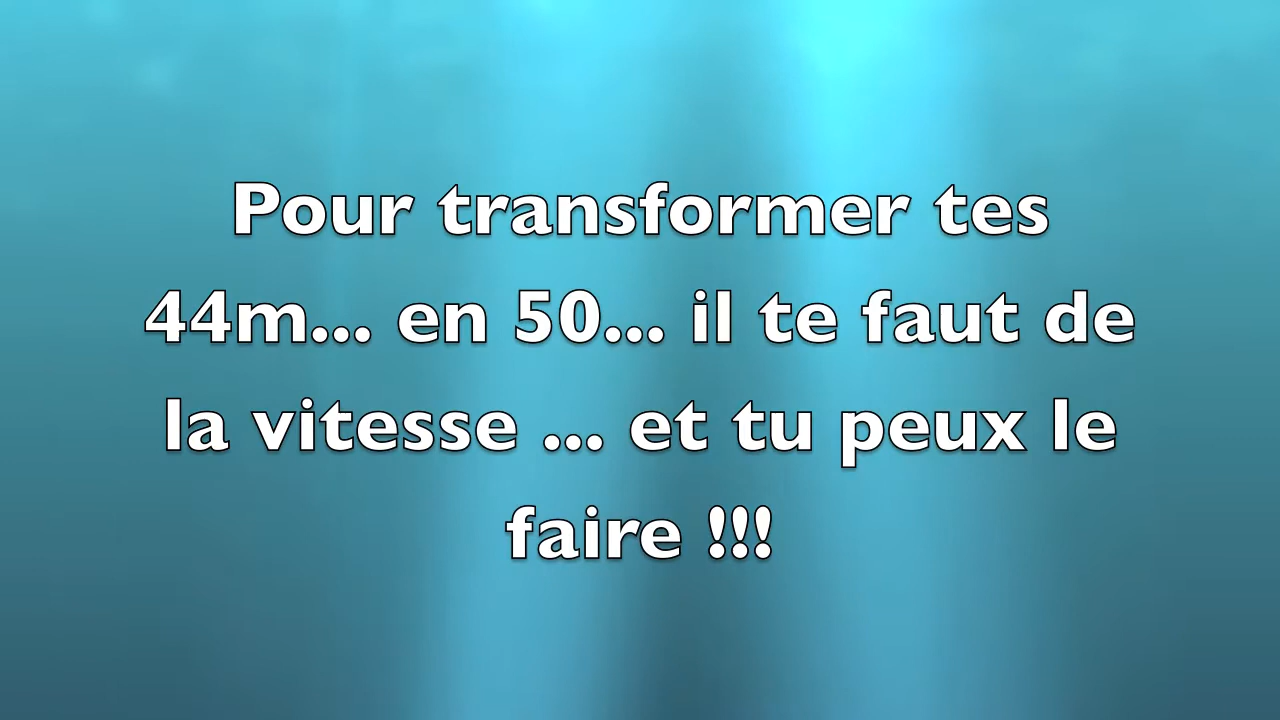 Pour transformer tes
44m... en 50... il te faut de
la vitesse ... et tu peux le
faire !!!